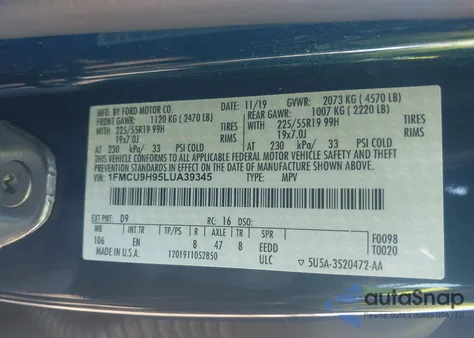 MFD. BY FORD MOTOR CO. 11/19 GVWR: 2073 KG (4570 LB)
FRONT GAWR: 1120 KG (2470 LB) REAR GAWR: 1007 KG (2220 LB)
WITH 225/55R19 99H TIRES WITH 225/55R19 99H TIRES
19x7.0J RIMS 19x7.0J RIMS
AT 230 kPa/ 33 PSI COLD AT 230 kPa/ 33 PSI COLD
THIS VEHICLE CONFORMS TO ALL APPLICABLE FEDERAL MOTOR VEHICLE SAFETY AND THEFT PREVENTION STANDARDS IN EFFECT ON THE DATE OF MANUFACTURE SHOWN ABOVE.
VIN: 1FMCU9H95LUA39345 TYPE: MPV
EXT PNT: D9 RC: 16 DSO:
WB TP/PS R AXLE TR SPR F0098
106 EN 8 47 8 EEDD T0020
MADE IN U.S.A. 1201911052850 ULC 5U5A-3520472-AA
autoSnap
Pewne auto z USA